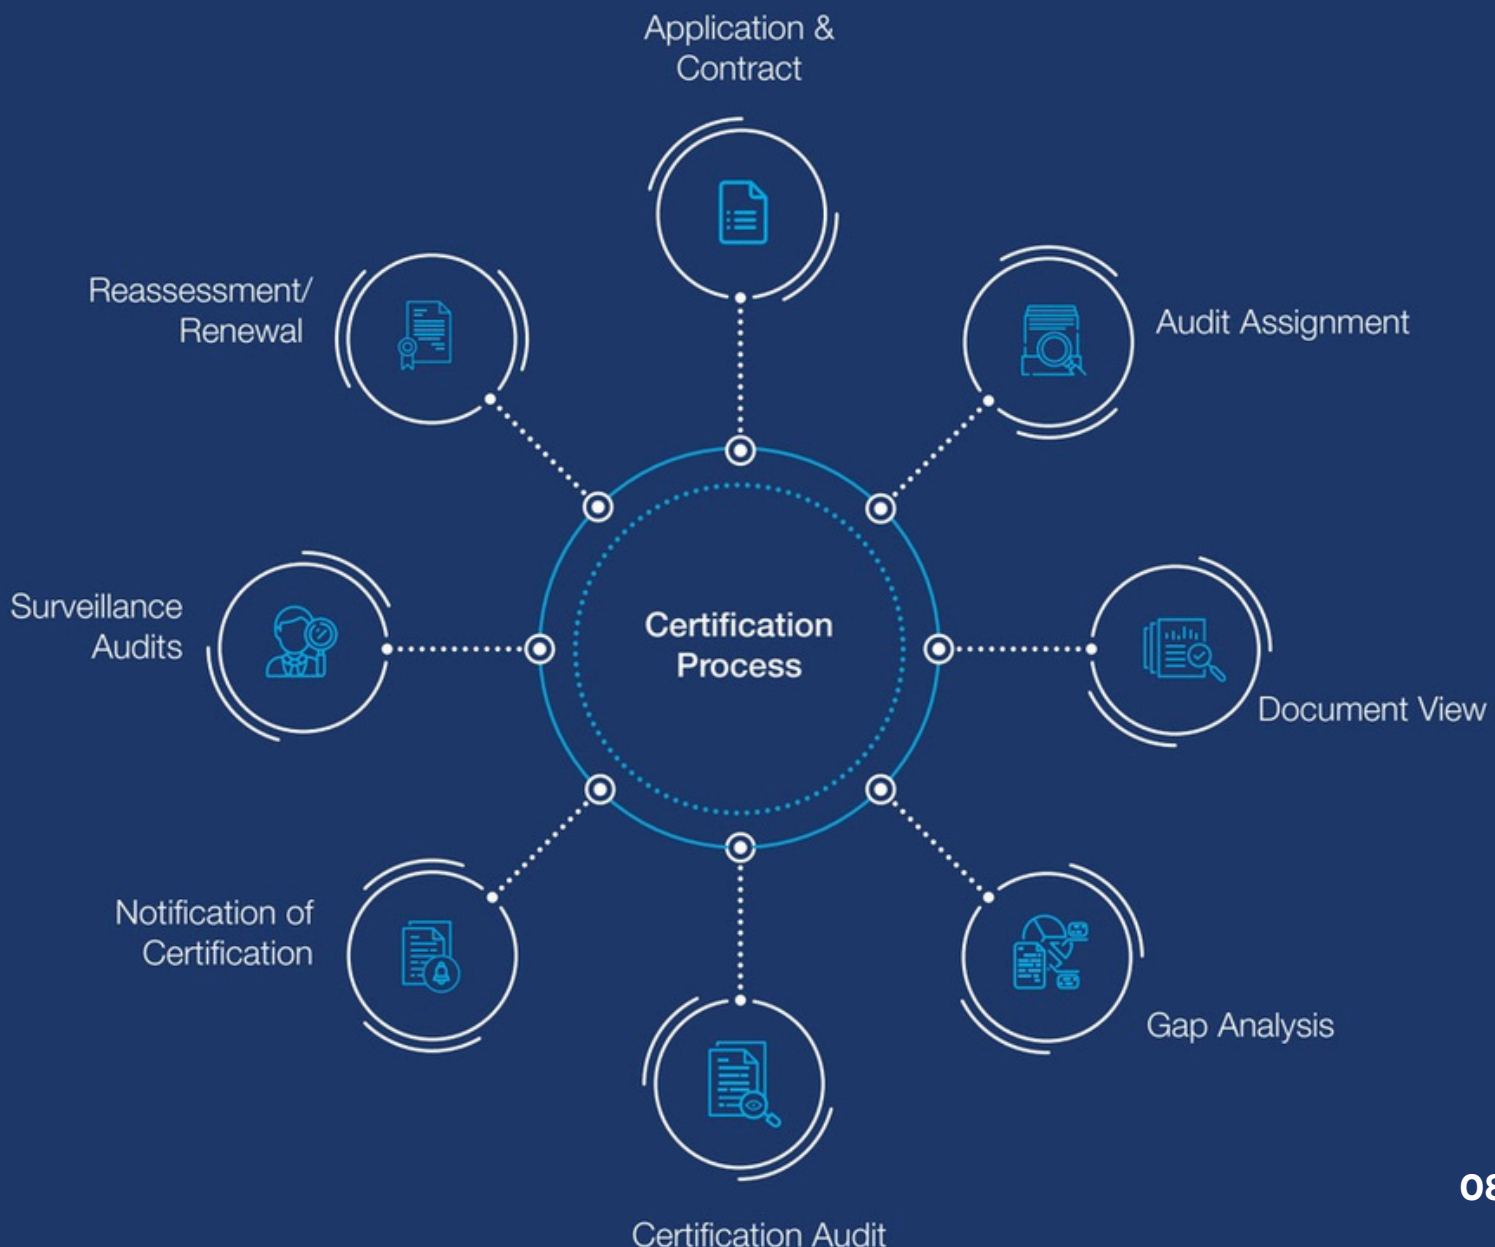 Application &
Contract
Audit Assignment
Document View
Gap Analysis
Certification Audit
Notification of
Certification
Surveillance
Audits
Reassessment/
Renewal
Certification
Process
08